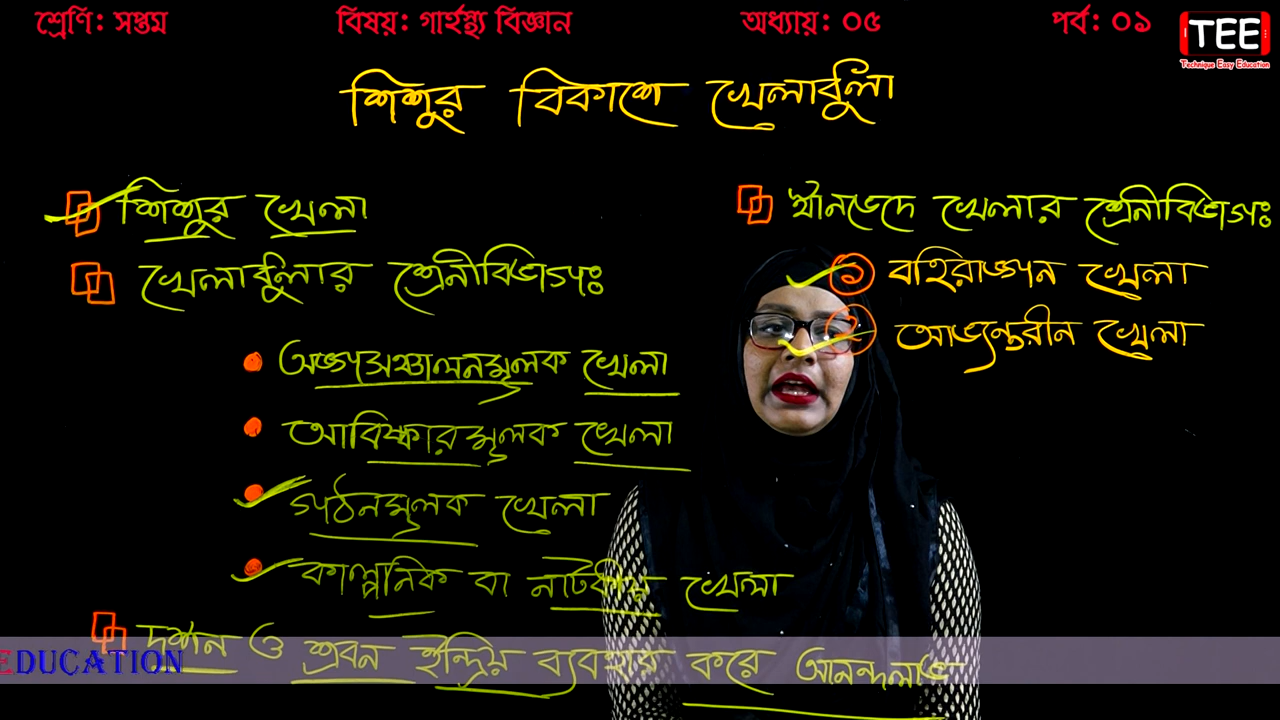 শ্রেণি: সপ্তম বিষয়: গার্হস্থ্য বিজ্ঞান অধ্যায়: ০৫ পর্ব: ০১
TEE
Technique Easy Education
শিশুর বিকাশে খেলাধুলা
শিশুর খেলা
খেলাধুলার শ্রেনীবিভাগঃ
অঙ্গসঞ্চালনমূলক খেলা
আবিষ্কারমূলক খেলা
গঠনমূলক খেলা
কাল্পনিক বা নাটকীয় খেলা
দর্শন ও শ্রবন ইন্দ্রিয় ব্যবহার করে আনন্দলাভ
স্থানভেদে খেলার শ্রেনীবিভাগঃ
১ বহিরাঙ্গন খেলা
২ আভ্যন্তরীন খেলা
EDUCATION